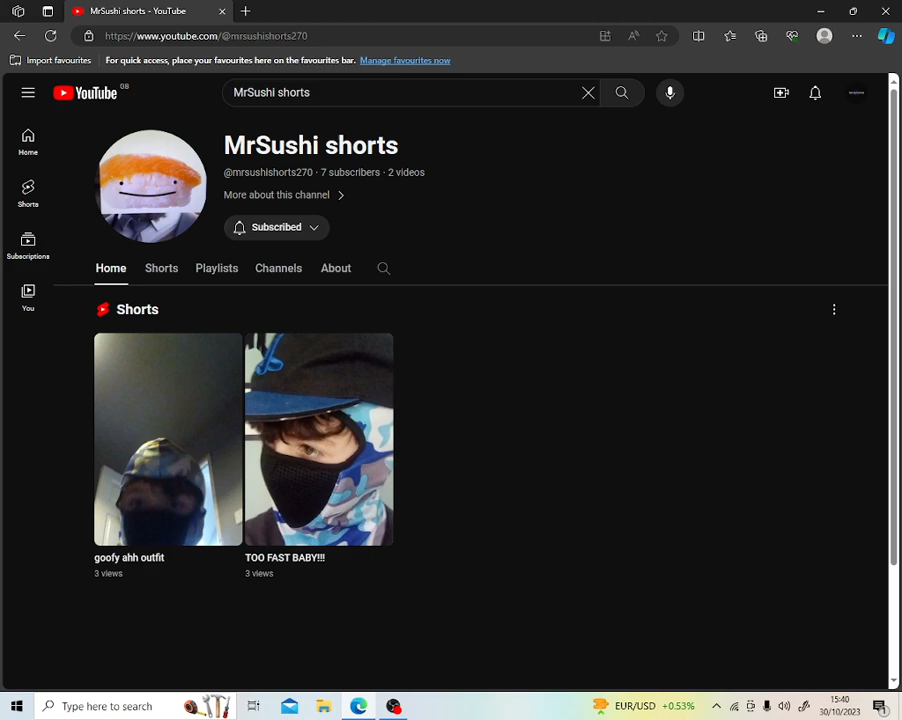 MrSushi shorts - YouTube
https://www.youtube.com/@mrsushishorts270
Import favourites
For quick access, place your favourites here on the favourites bar. Manage favourites now
YouTube GB
MrSushi shorts
Home
Shorts
Subscriptions
You
MrSushi shorts
@mrsushishorts270 · 7 subscribers · 2 videos
More about this channel
Subscribed
Home Shorts Playlists Channels About
Shorts
goofy ahh outfit
3 views
TOO FAST BABY!!!
3 views
Type here to search
EUR/USD +0.53%
15:40
30/10/2023
1